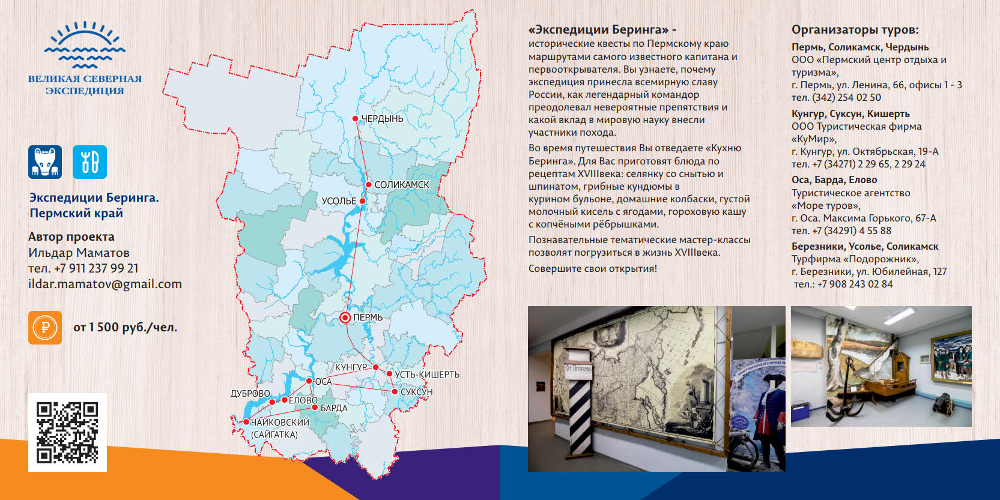 ВЕЛИКАЯ СЕВЕРНАЯ
ЭКСПЕДИЦИЯ
Экспедиции Беринга.
Пермский край
Автор проекта
Ильдар Маматов
тел. +7 911 237 99 21
ildar.mamatov@gmail.com
от 1 500 руб./чел.
ЧЕРДЫНЬ
СОЛИКАМСК
УСОЛЬЕ
ПЕРМЬ
КУНГУР
УСТЬ-КИШЕРТЬ
ОСА
СУКСУН
ДУБРОВО
ЕЛОВО
БАРДА
ЧАЙКОВСКИЙ
(САЙГАТКА)
«Экспедиции Беринга» -
исторические квесты по Пермскому краю
маршрутами самого известного капитана и
первооткрывателя. Вы узнаете, почему
экспедиция принесла всемирную славу
России, как легендарный командор
преодолевал невероятные препятствия и
какой вклад в мировую науку внесли
участники похода.
Во время путешествия Вы отведаете «Кухню
Беринга». Для Вас приготовят блюда по
рецептам XVIIIвека: селянку со снытью и
шпинатом, грибные кундюмы в
курином бульоне, домашние колбаски, густой
молочный кисель с ягодами, гороховую кашу
с копчёными рёбрышками.
Познавательные тематические мастер-классы
позволят погрузиться в жизнь XVIIIвека.
Совершите свои открытия!
Организаторы туров:
Пермь, Соликамск, Чердынь
ООО «Пермский центр отдыха и
туризма»,
г. Пермь, ул. Ленина, 66, офисы 1 - 3
тел. (342) 254 02 50
Кунгур, Суксун, Кишерть
ООО Туристическая фирма
«КуМир»,
г. Кунгур, ул. Октябрьская, 19-А
тел. +7 (34271) 2 29 65, 2 29 24
Оса, Барда, Елово
Туристическое агентство
«Море туров»,
г. Оса. Максима Горького, 67-А
тел. +7 (34291) 4 55 88
Березники, Усолье, Соликамск
Турфирма «Подорожник»,
г. Березники, ул. Юбилейная, 127
тел.: +7 908 243 02 84